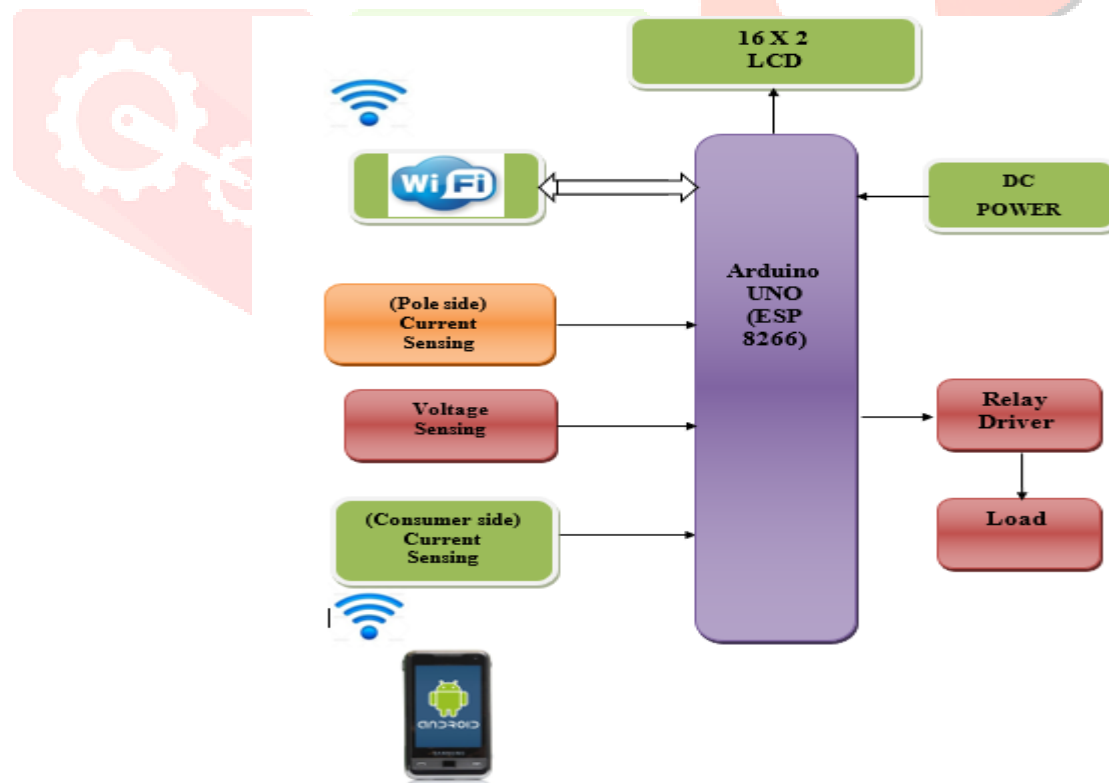 16 X 2
LCD
Wi Fi
DC
POWER
Arduino
UNO
(ESP
8266)
(Pole side)
Current
Sensing
Voltage
Sensing
Relay
Driver
(Consumer side)
Current
Sensing
Load
ANDROID